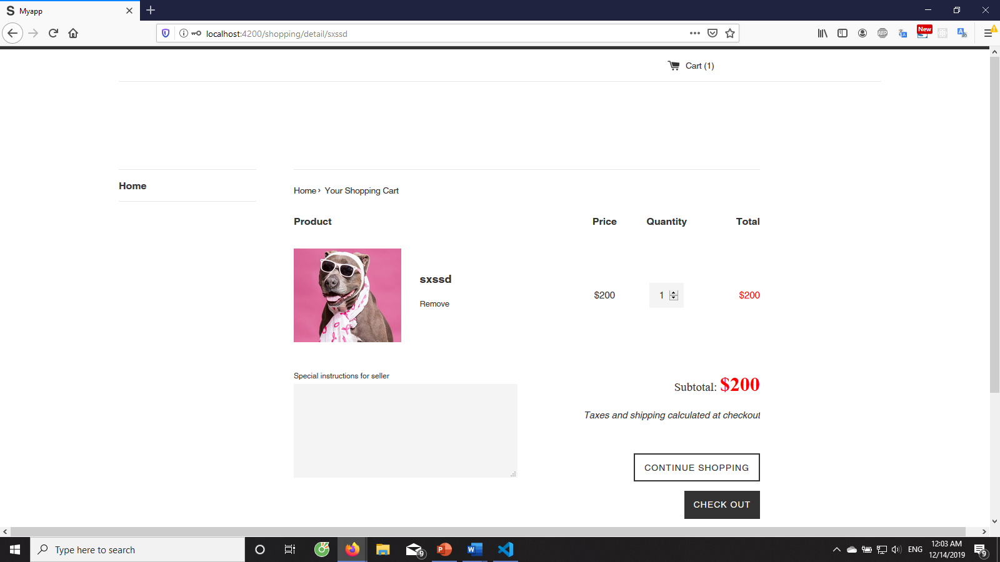 S Myapp
localhost:4200/shopping/detail/sxssd
ABP
New
Cart (1)
Home
Home › Your Shopping Cart
Product Price Quantity Total
sxssd
Remove
$200 1 $200
Special instructions for seller
Subtotal: $200
Taxes and shipping calculated at checkout
CONTINUE SHOPPING
CHECK OUT
Type here to search
9
P
W
ENG
12:03 AM
12/14/2019
9